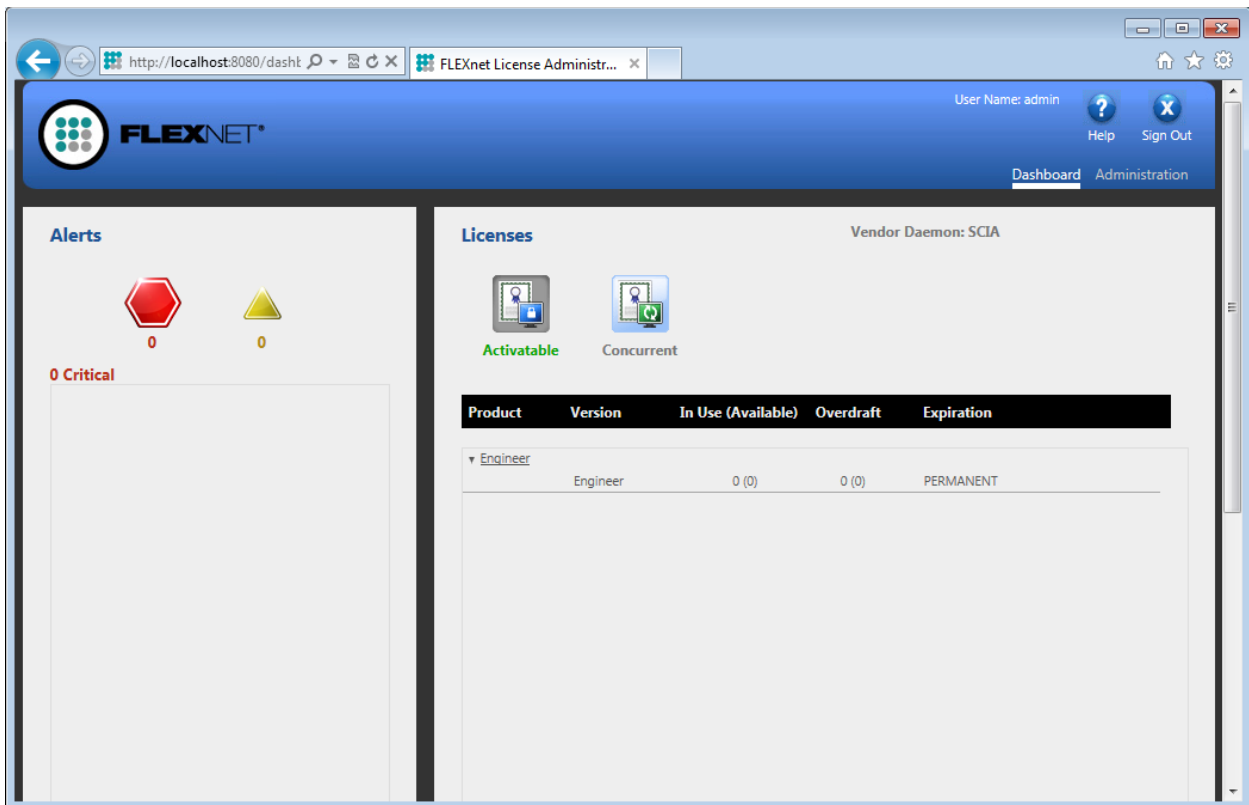 http://localhost:8080/dashb
FLEXnet License Administr...
User Name: admin
FLEXNET®
Help
Sign Out
Dashboard
Administration
Alerts
0
0
0 Critical
Licenses
Vendor Daemon: SCIA
Activatable
Concurrent
Product Version In Use (Available) Overdraft Expiration
Engineer
Engineer 0 (0) 0 (0) PERMANENT